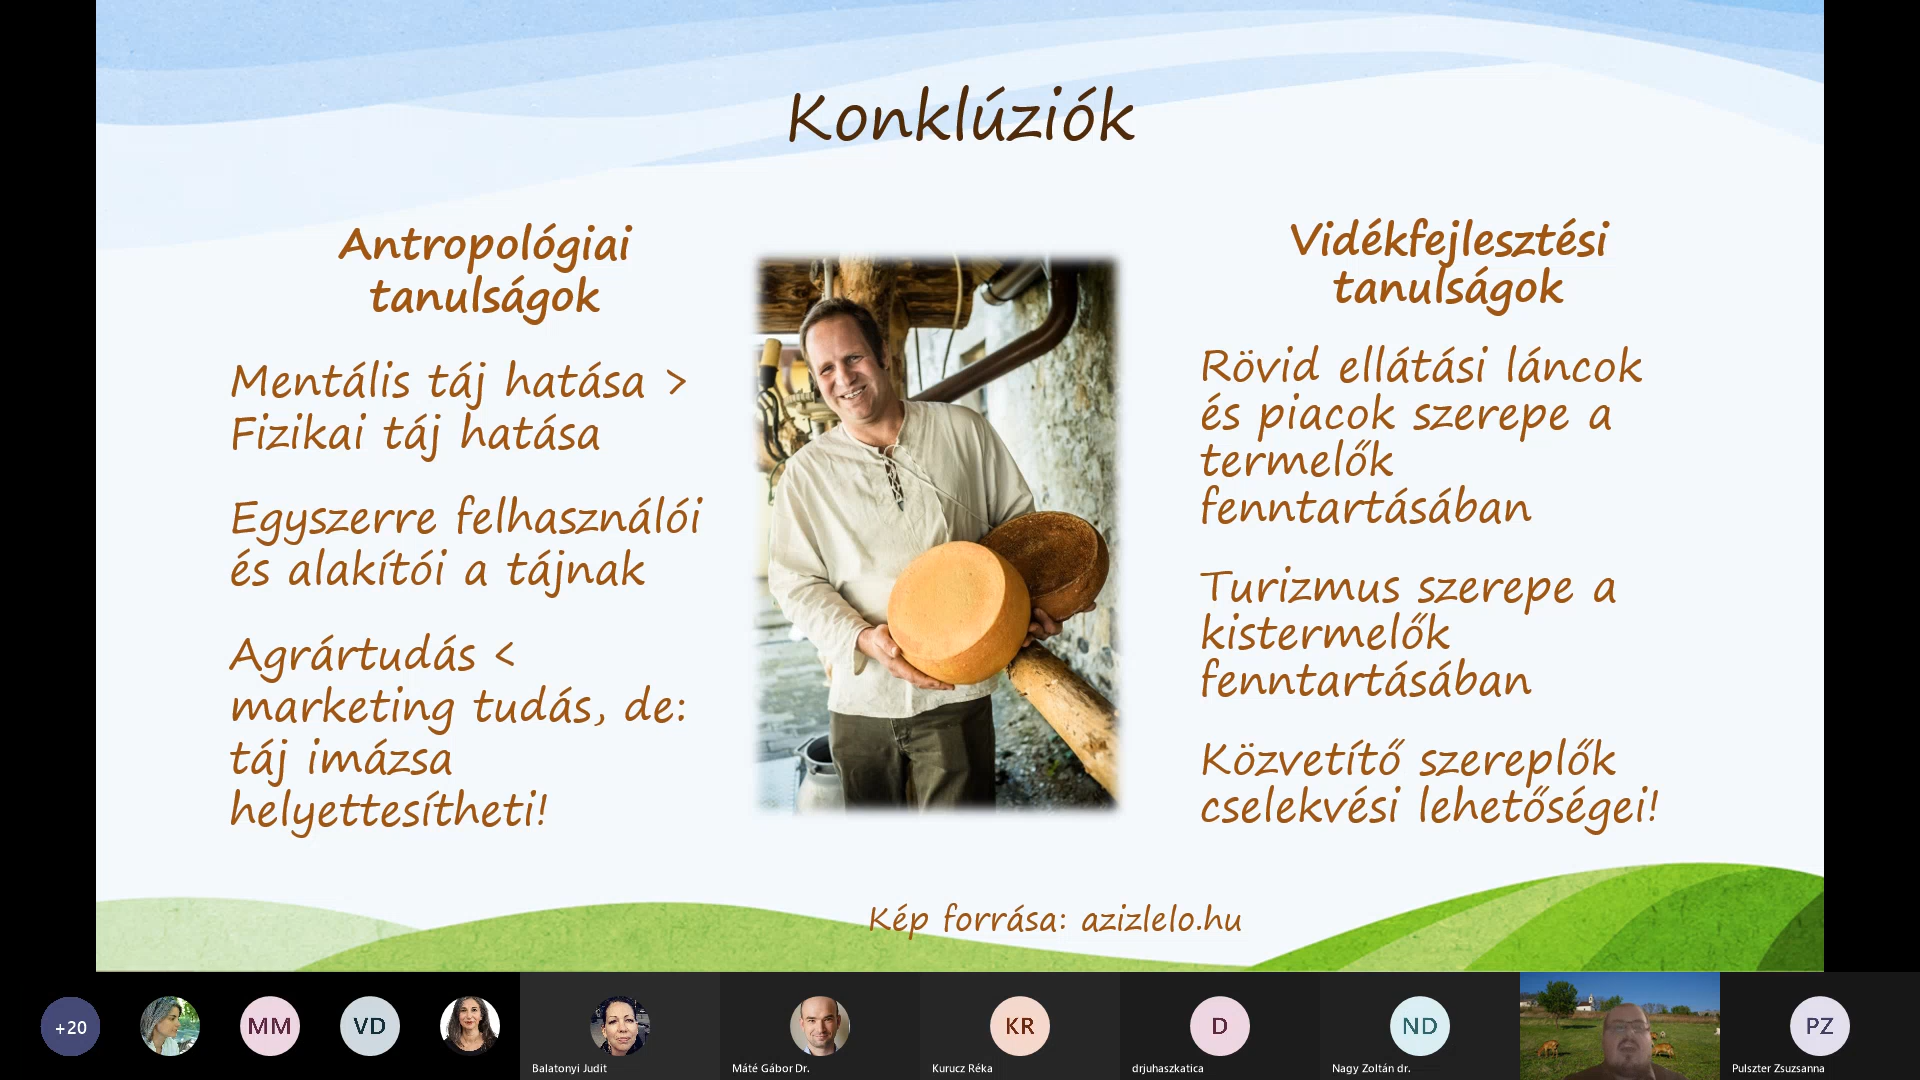 Konklúziók
Antropológiai
tanulságok
Mentális táj hatása >
Fizikai táj hatása
Egyszerre felhasználói
és alakítói a tájnak
Agrártudás <
marketing tudás, de:
táj imázsa
helyettesítheti!
Vidékfejlesztési
tanulságok
Rövid ellátási láncok
és piacok szerepe a
termelők
fenntartásában
Turizmus szerepe a
kistermelők
fenntartásában
Közvetítő szereplők
cselekvési lehetőségei!
Kép forrása: azizlelo.hu
+20
MM
VD
KR
D
ND
PZ
Balatonyi Judit
Máté Gábor Dr.
Kurucz Réka
drjuhaszkatica
Nagy Zoltán dr.
Pulszter Zsuzsanna